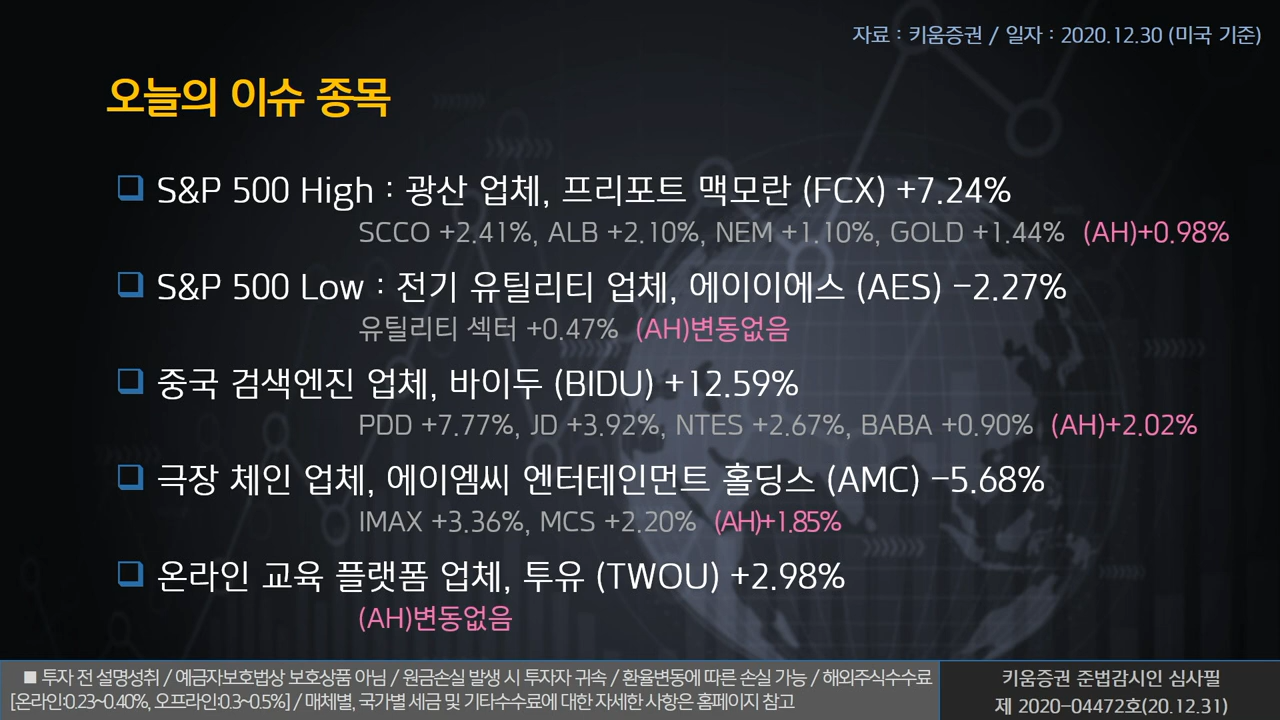 자료 : 키움증권 / 일자 : 2020.12.30 (미국 기준)
오늘의 이슈 종목
❑ S&P 500 High : 광산 업체, 프리포트 맥모란 (FCX) +7.24%
SCCO +2.41%, ALB +2.10%, NEM +1.10%, GOLD +1.44% (AH)+0.98%
❑ S&P 500 Low : 전기 유틸리티 업체, 에이이에스 (AES) −2.27%
유틸리티 섹터 +0.47% (AH)변동없음
❑ 중국 검색엔진 업체, 바이두 (BIDU) +12.59%
PDD +7.77%, JD +3.92%, NTES +2.67%, BABA +0.90% (AH)+2.02%
❑ 극장 체인 업체, 에이엠씨 엔터테인먼트 홀딩스 (AMC) −5.68%
IMAX +3.36%, MCS +2.20% (AH)+1.85%
❑ 온라인 교육 플랫폼 업체, 투유 (TWOU) +2.98%
(AH)변동없음
■ 투자 전 설명성취 / 예금자보호법상 보호상품 아님 / 원금손실 발생 시 투자자 귀속 / 환율변동에 따른 손실 가능 / 해외주식수수료
[온라인:0.23~0.40%, 오프라인:0.3~0.5%] / 매체별, 국가별 세금 및 기타수수료에 대한 자세한 사항은 홈페이지 참고
키움증권 준법감시인 심사필
제 2020-04472호(20.12.31)